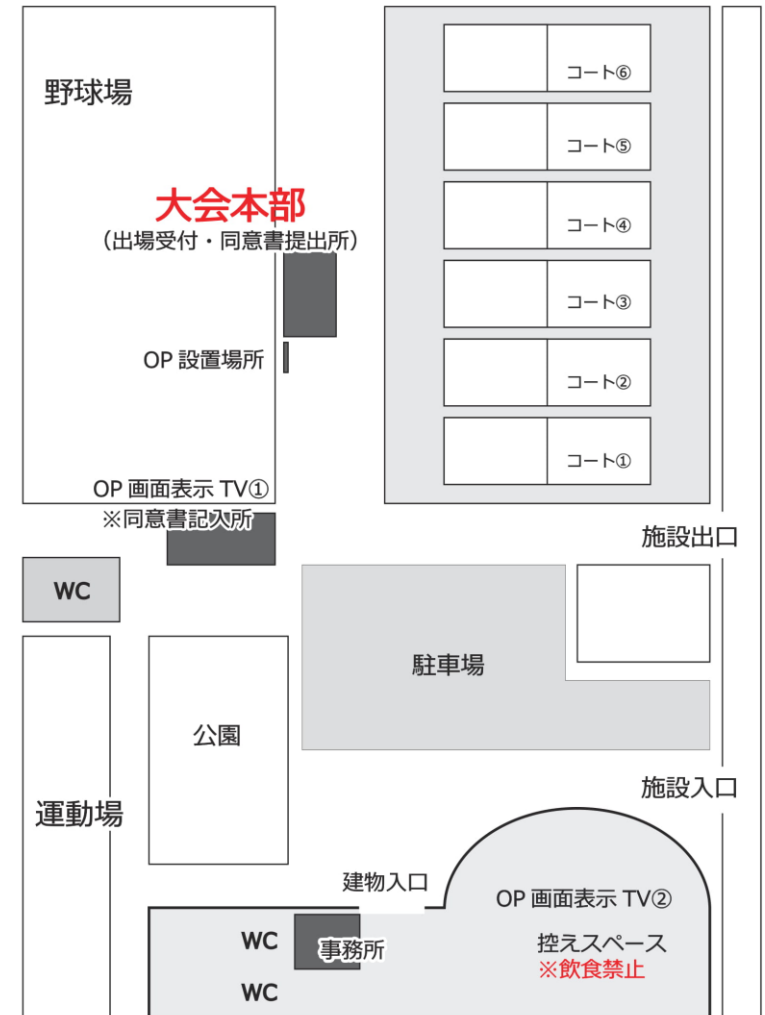 野球場
大会本部
（出場受付・同意書提出所）
OP 設置場所
OP 画面表示 TV①
※同意書記入所
コート⑥
コート⑤
コート④
コート③
コート②
コート①
施設出口
WC
駐車場
公園
運動場
施設入口
建物入口
OP 画面表示 TV②
控えスペース
※飲食禁止
WC
事務所
WC